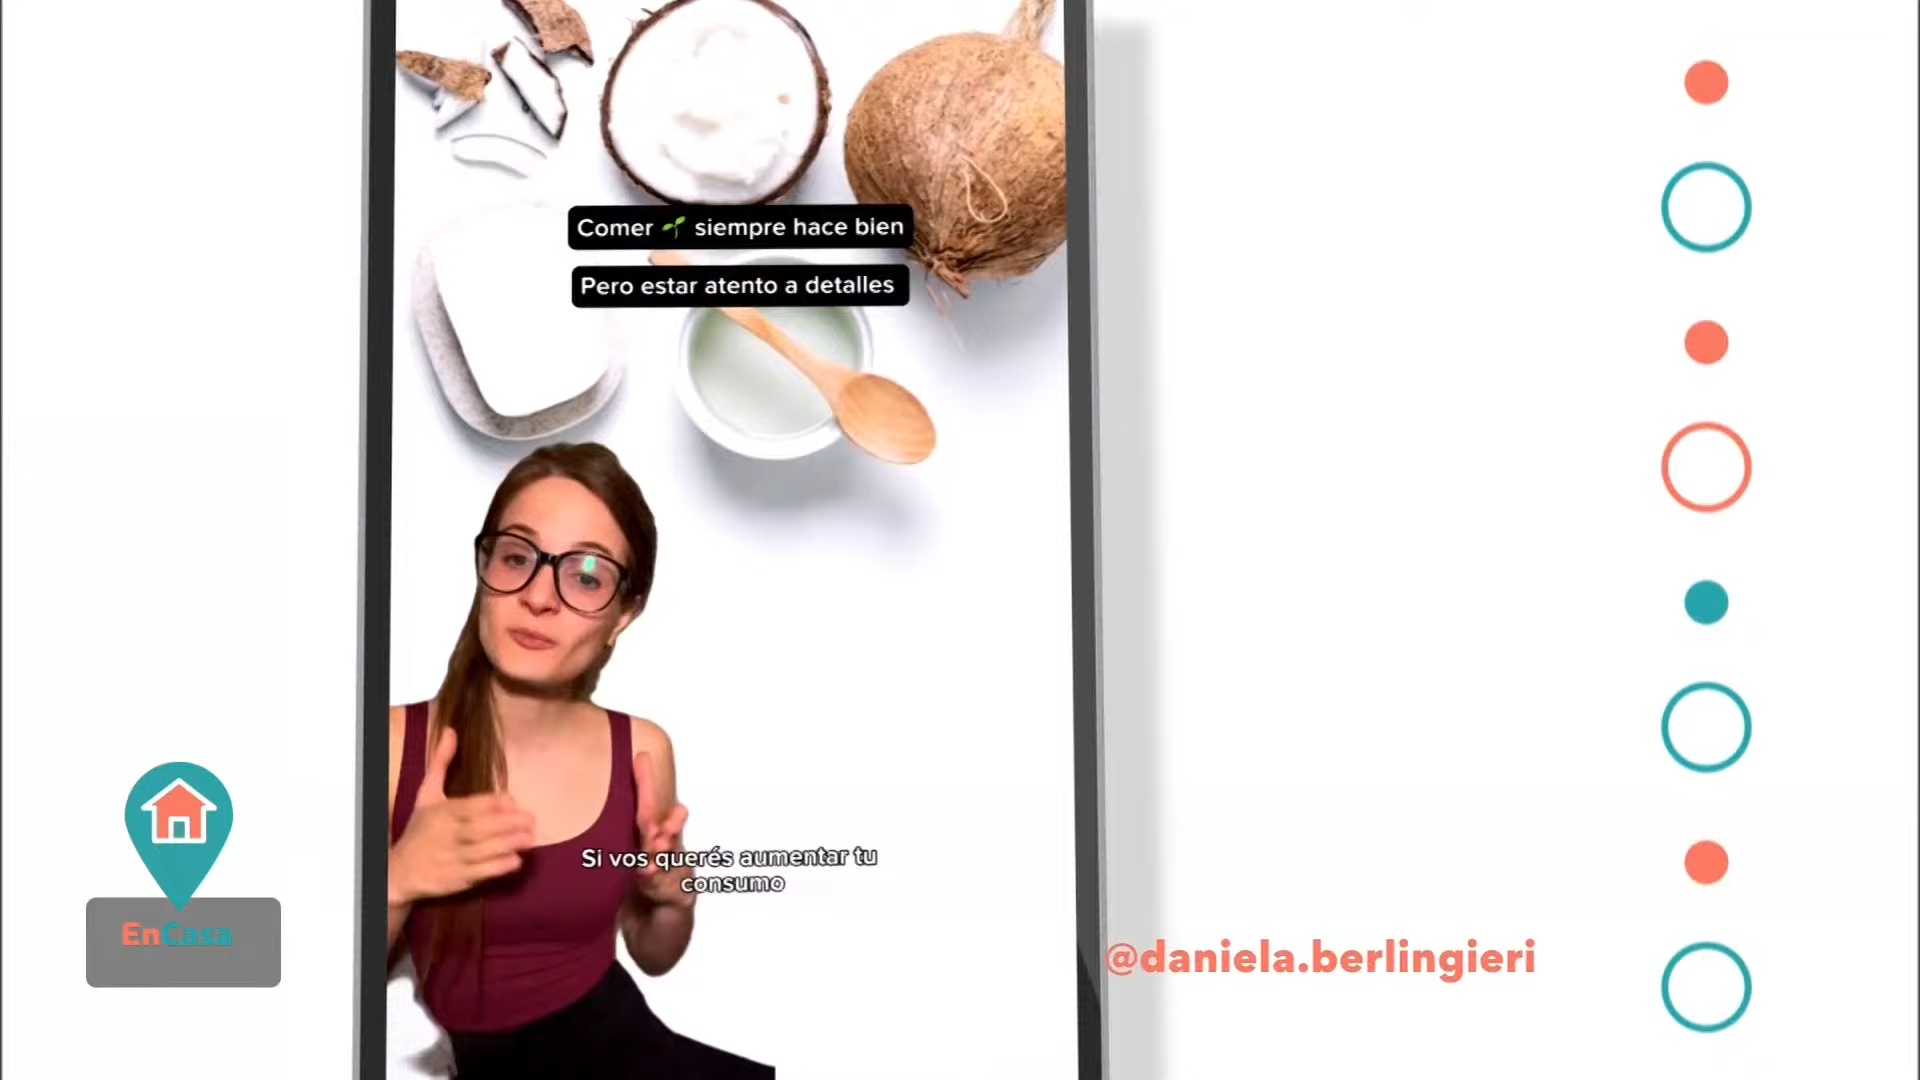 Comer 🌱 siempre hace bien
Pero estar atento a detalles
Si vos querés aumentar tu
consumo
EnCasa
@daniela.berlingieri